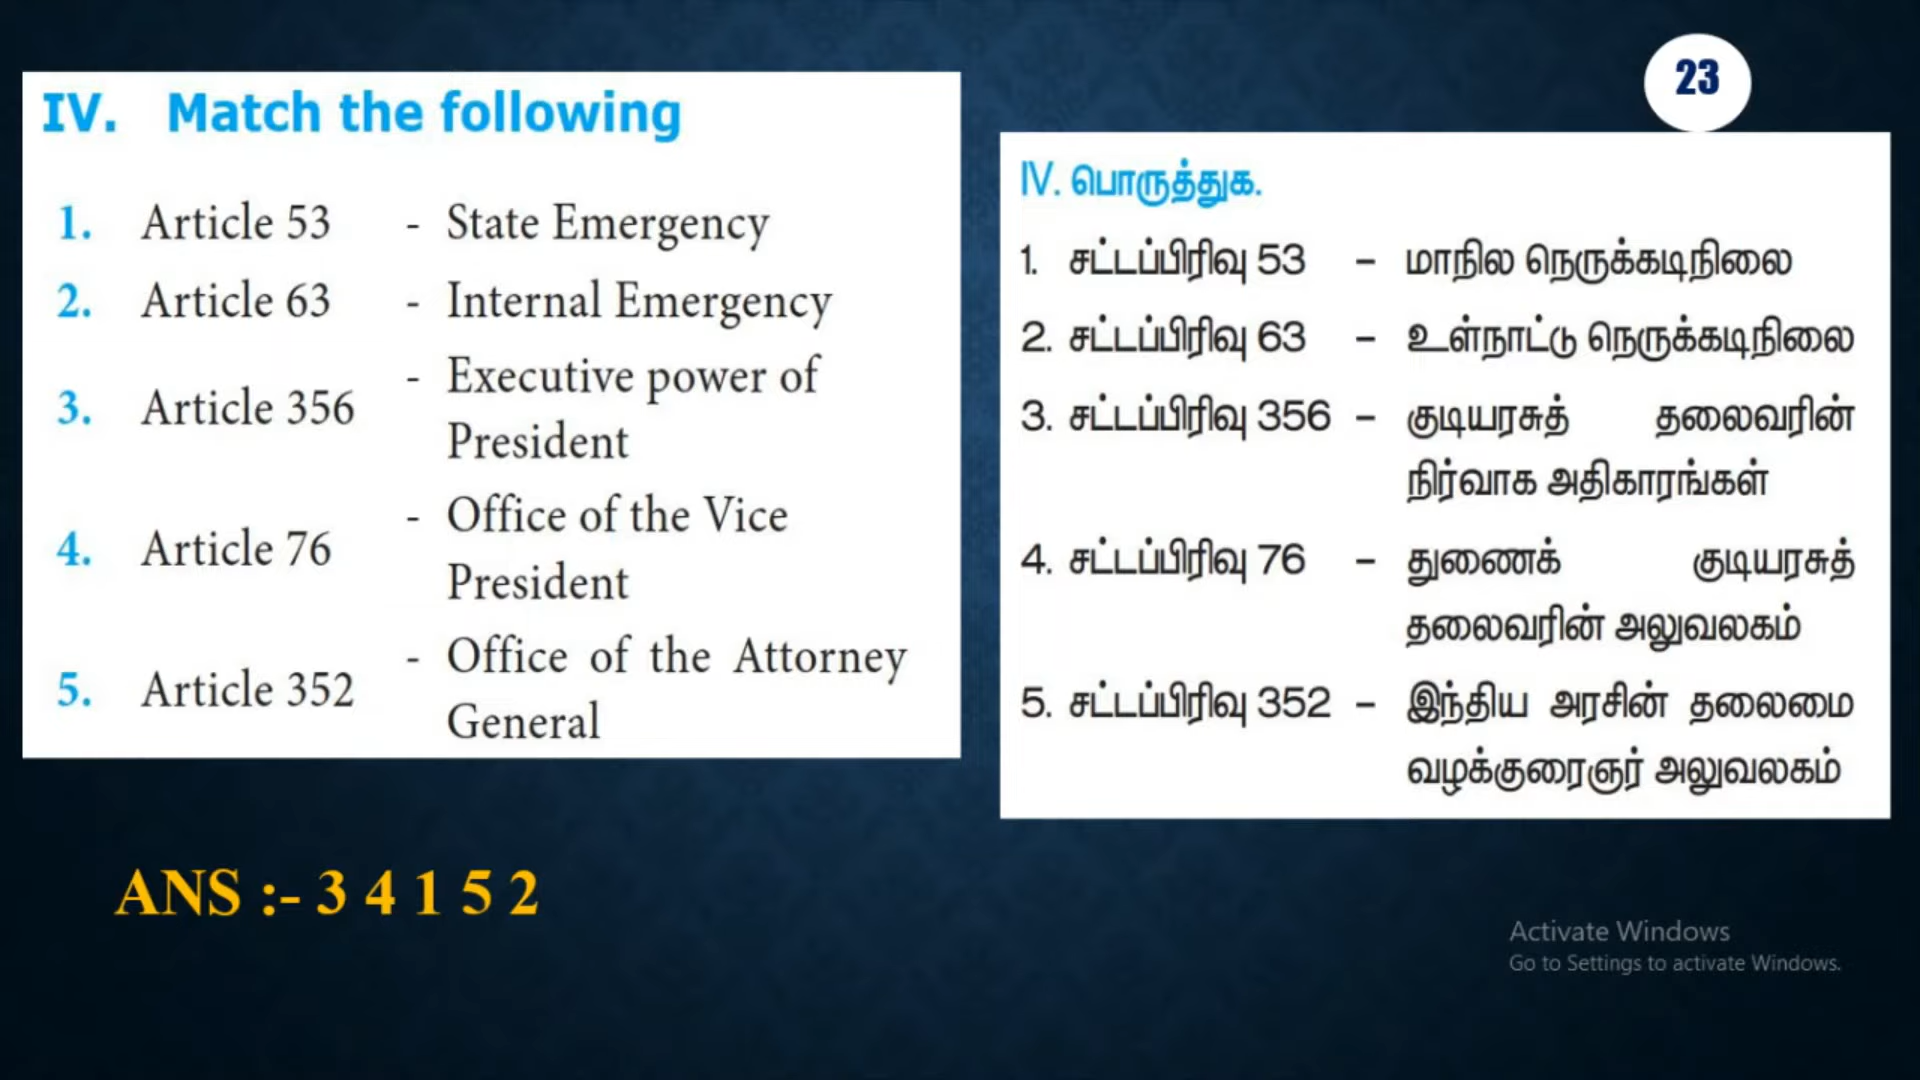 23
IV. Match the following
1. Article 53 - State Emergency
2. Article 63 - Internal Emergency
3. Article 356 - Executive power of
President
4. Article 76 - Office of the Vice
President
5. Article 352 - Office of the Attorney
General
IV. பொருத்துக.
1. சட்டப்பிரிவு 53 – மாநில நெருக்கடிநிலை
2. சட்டப்பிரிவு 63 – உள்நாட்டு நெருக்கடிநிலை
3. சட்டப்பிரிவு 356 – குடியரசுத் தலைவரின்
நிர்வாக அதிகாரங்கள்
4. சட்டப்பிரிவு 76 – துணைக் குடியரசுத்
தலைவரின் அலுவலகம்
5. சட்டப்பிரிவு 352 – இந்திய அரசின் தலைமை
வழக்குரைஞர் அலுவலகம்
ANS :- 3 4 1 5 2
Activate Windows
Go to Settings to activate Windows.